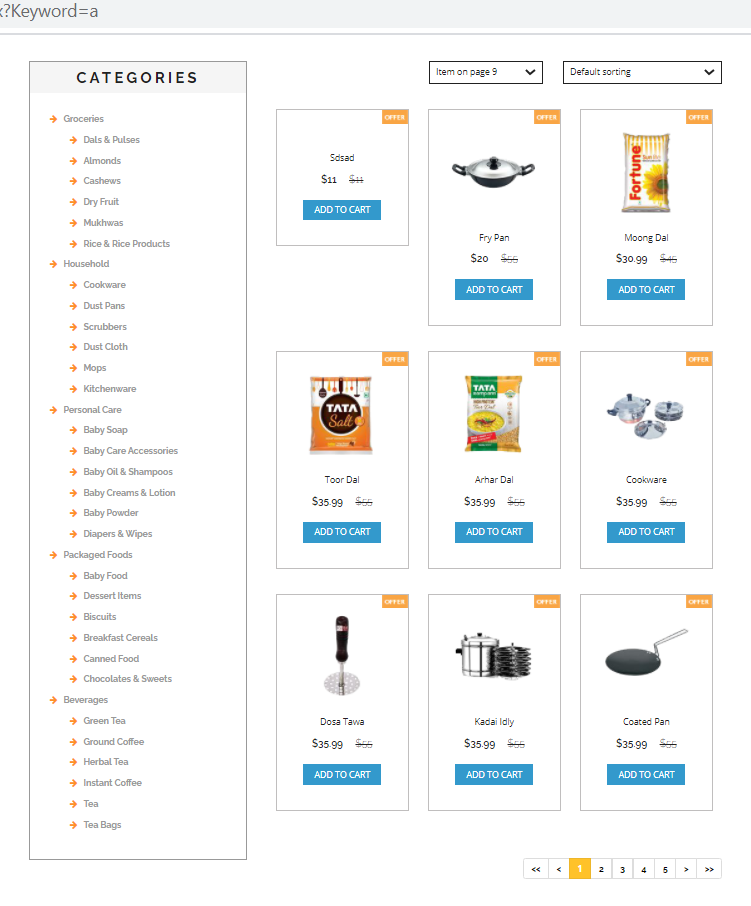 x?Keyword=a
CATEGORIES
Groceries
Dals & Pulses
Almonds
Cashews
Dry Fruit
Mukhwas
Rice & Rice Products
Household
Cookware
Dust Pans
Scrubbers
Dust Cloth
Mops
Kitchenware
Personal Care
Baby Soap
Baby Care Accessories
Baby Oil & Shampoos
Baby Creams & Lotion
Baby Powder
Diapers & Wipes
Packaged Foods
Baby Food
Dessert Items
Biscuits
Breakfast Cereals
Canned Food
Chocolates & Sweets
Beverages
Green Tea
Ground Coffee
Herbal Tea
Instant Coffee
Tea
Tea Bags
Item on page 9
Default sorting
OFFER
Sdsad
$11 $11
ADD TO CART
OFFER
Fry Pan
$20 $55
ADD TO CART
OFFER
Fortune
Moong Dal
$30.99 $45
ADD TO CART
OFFER
TATA
Salt
Toor Dal
$35.99 $55
ADD TO CART
OFFER
TATA
Arhar Dal
$35.99 $55
ADD TO CART
OFFER
Cookware
$35.99 $55
ADD TO CART
OFFER
Dosa Tawa
$35.99 $55
ADD TO CART
OFFER
Kadai Idly
$35.99 $55
ADD TO CART
OFFER
Coated Pan
$35.99 $55
ADD TO CART
<< < 1 2 3 4 5 > >>